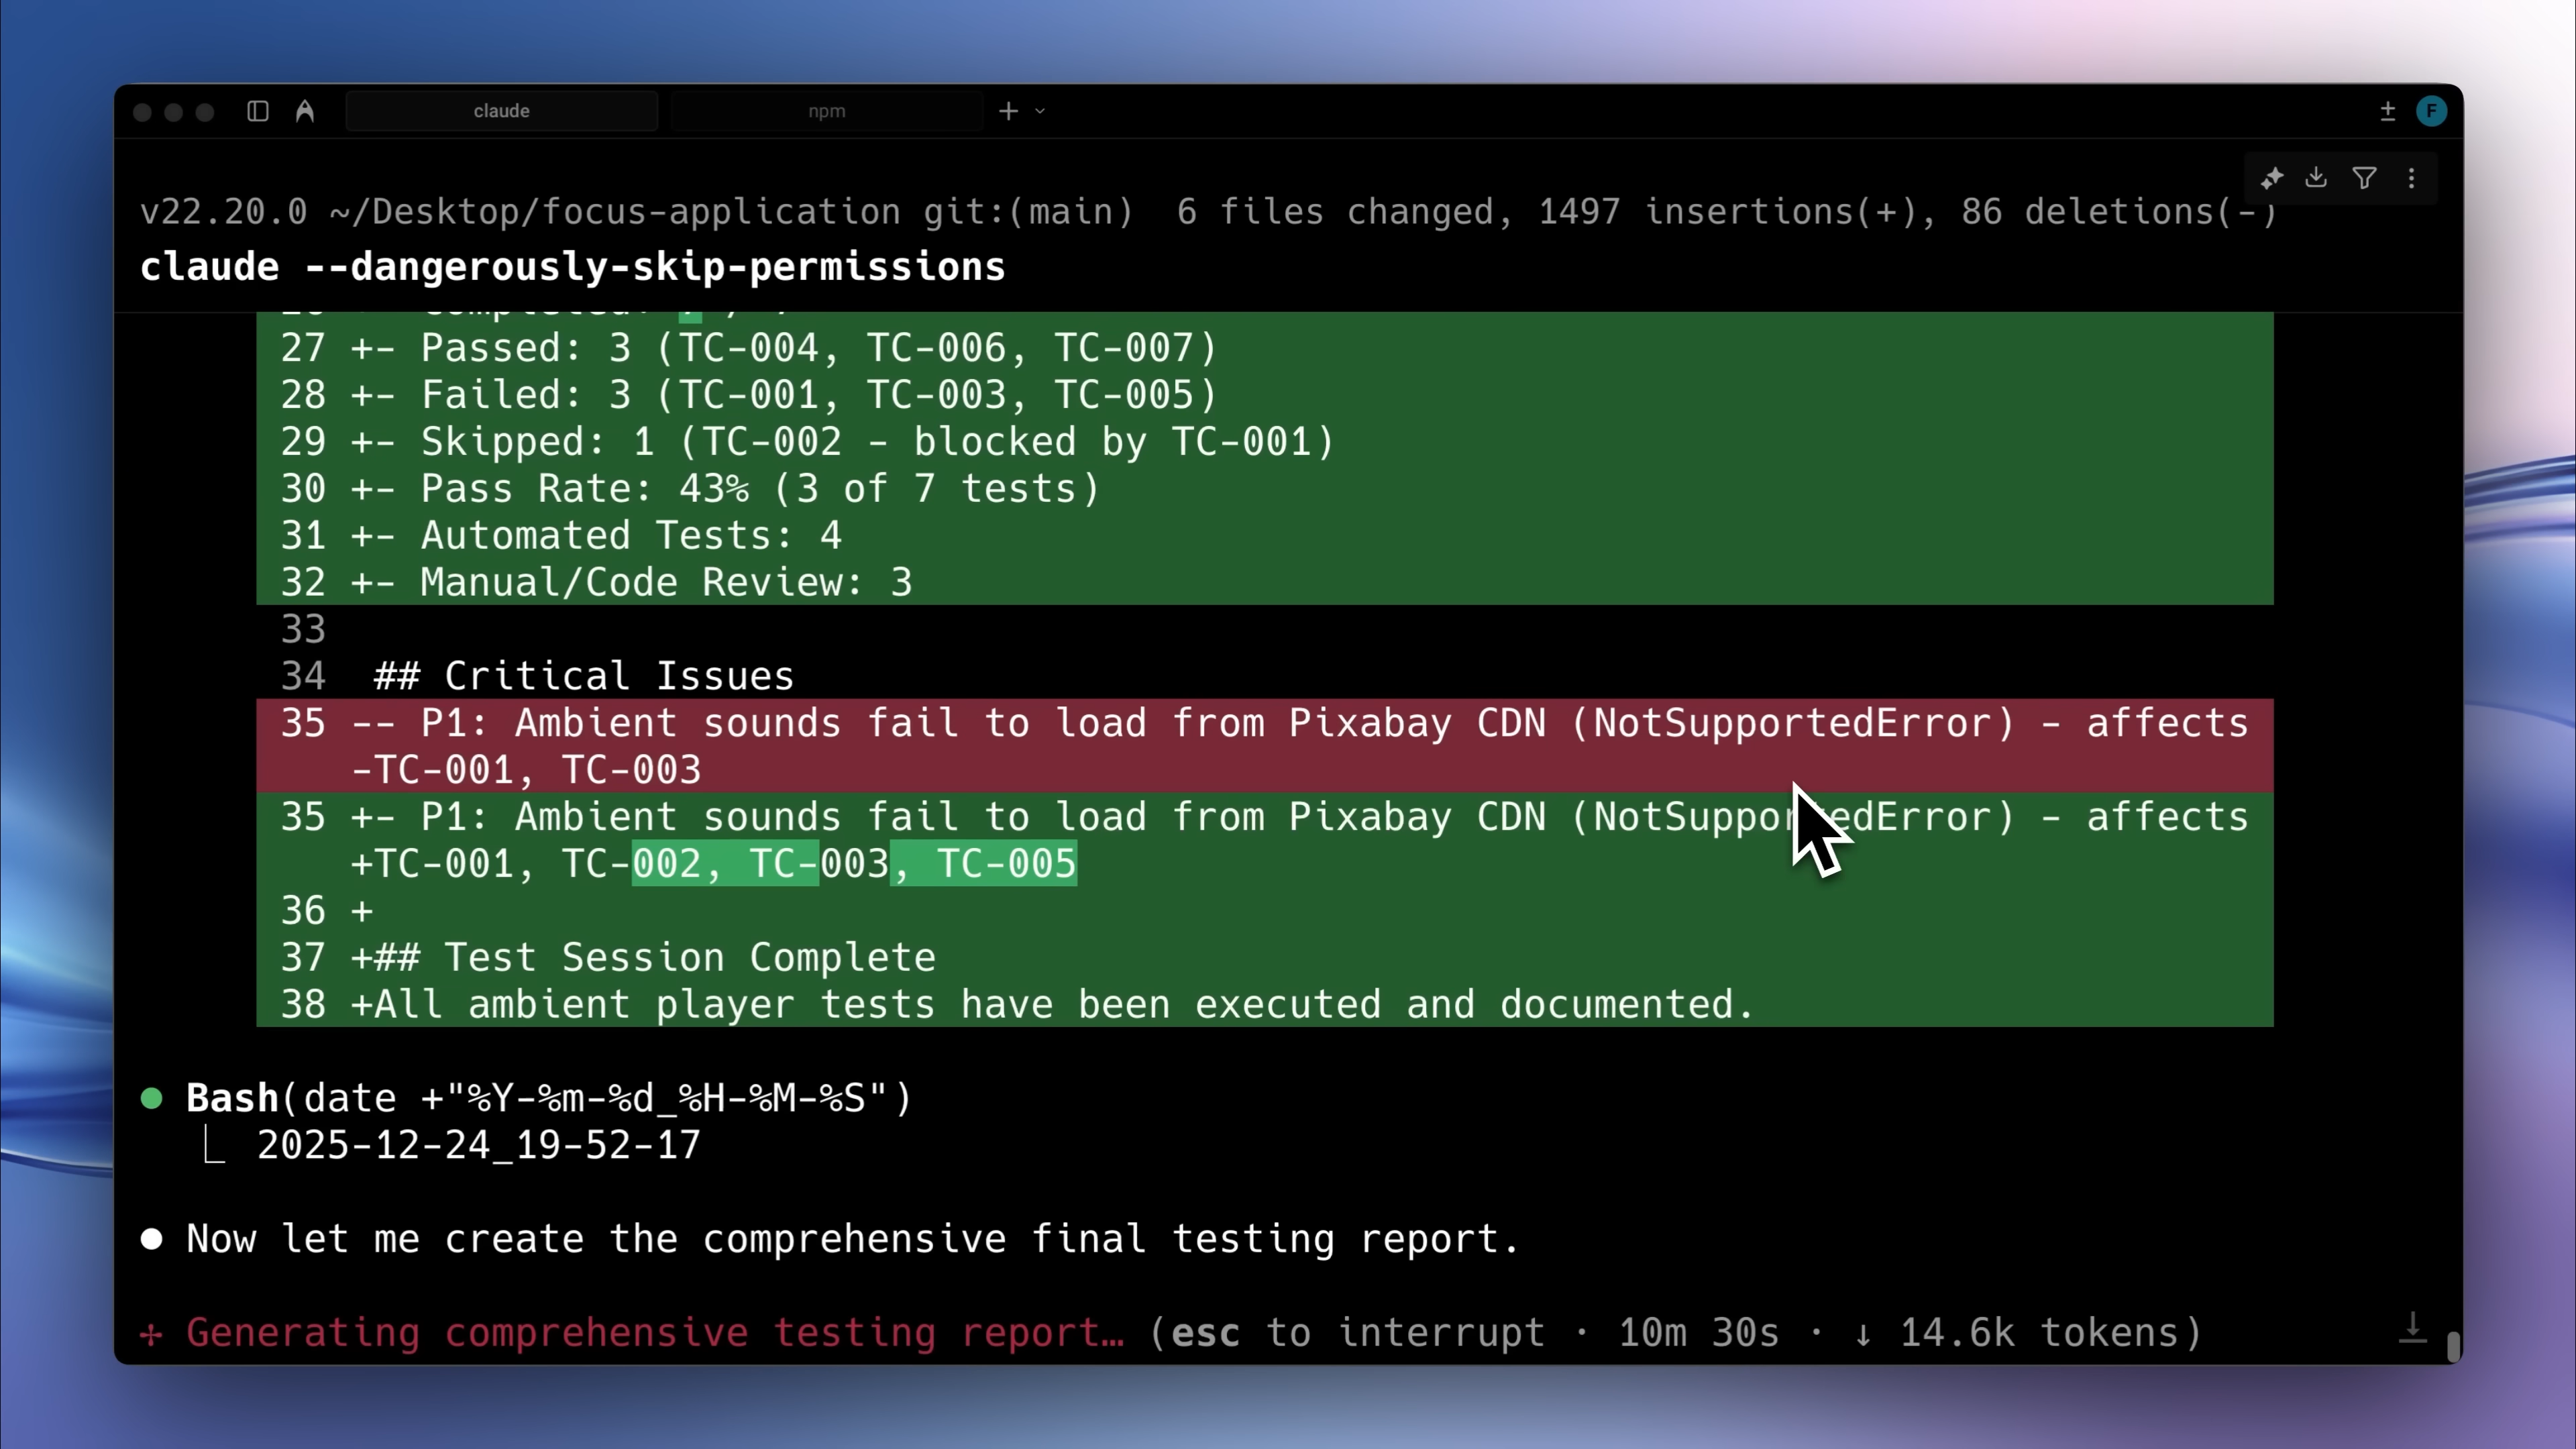 claude
npm
F
v22.20.0 ~/Desktop/focus-application git:(main) 6 files changed, 1497 insertions(+), 86 deletions(-)
claude --dangerously-skip-permissions
27 +- Passed: 3 (TC-004, TC-006, TC-007)
28 +- Failed: 3 (TC-001, TC-003, TC-005)
29 +- Skipped: 1 (TC-002 - blocked by TC-001)
30 +- Pass Rate: 43% (3 of 7 tests)
31 +- Automated Tests: 4
32 +- Manual/Code Review: 3
33
34 ## Critical Issues
35 -- P1: Ambient sounds fail to load from Pixabay CDN (NotSupportedError) - affects
-TC-001, TC-003
35 +- P1: Ambient sounds fail to load from Pixabay CDN (NotSupportedError) - affects
+TC-001, TC-002, TC-003, TC-005
36 +
37 +## Test Session Complete
38 +All ambient player tests have been executed and documented.
● Bash(date +"%Y-%m-%d_%H-%M-%S")
⎿ 2025-12-24_19-52-17
● Now let me create the comprehensive final testing report.
✢ Generating comprehensive testing report… (esc to interrupt · 10m 30s · ↓ 14.6k tokens)